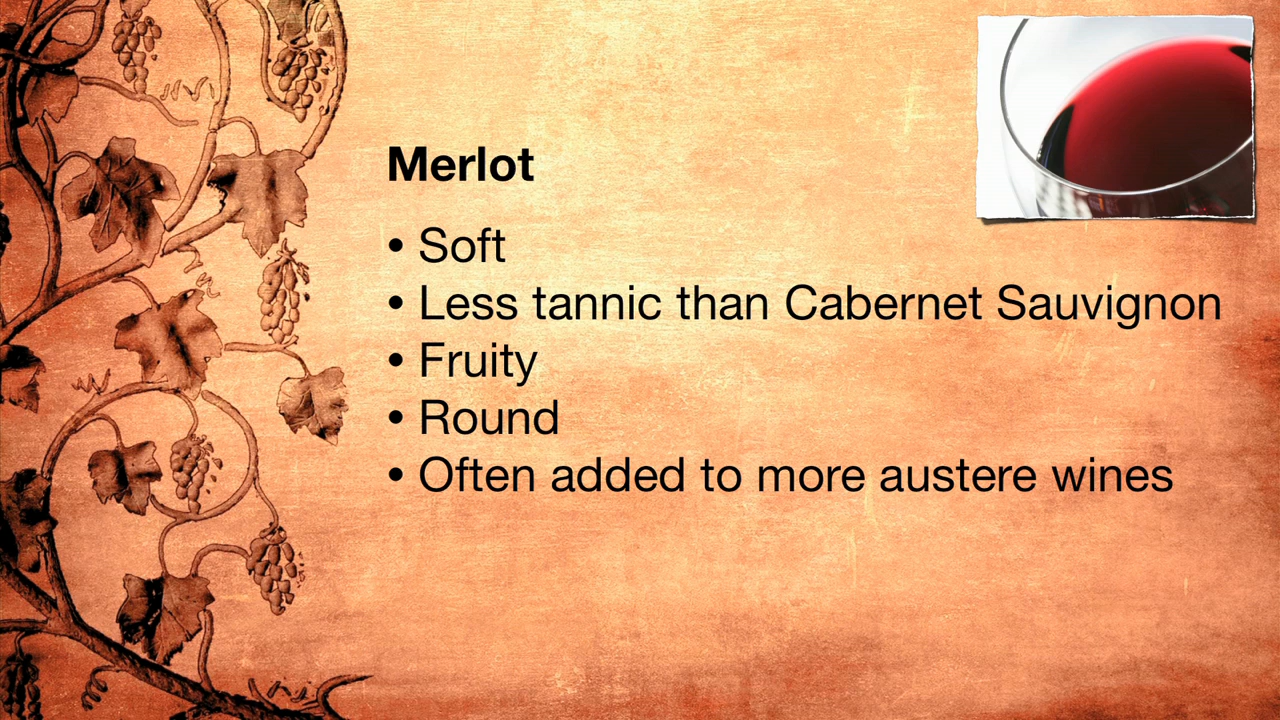 Merlot
• Soft
• Less tannic than Cabernet Sauvignon
• Fruity
• Round
• Often added to more austere wines